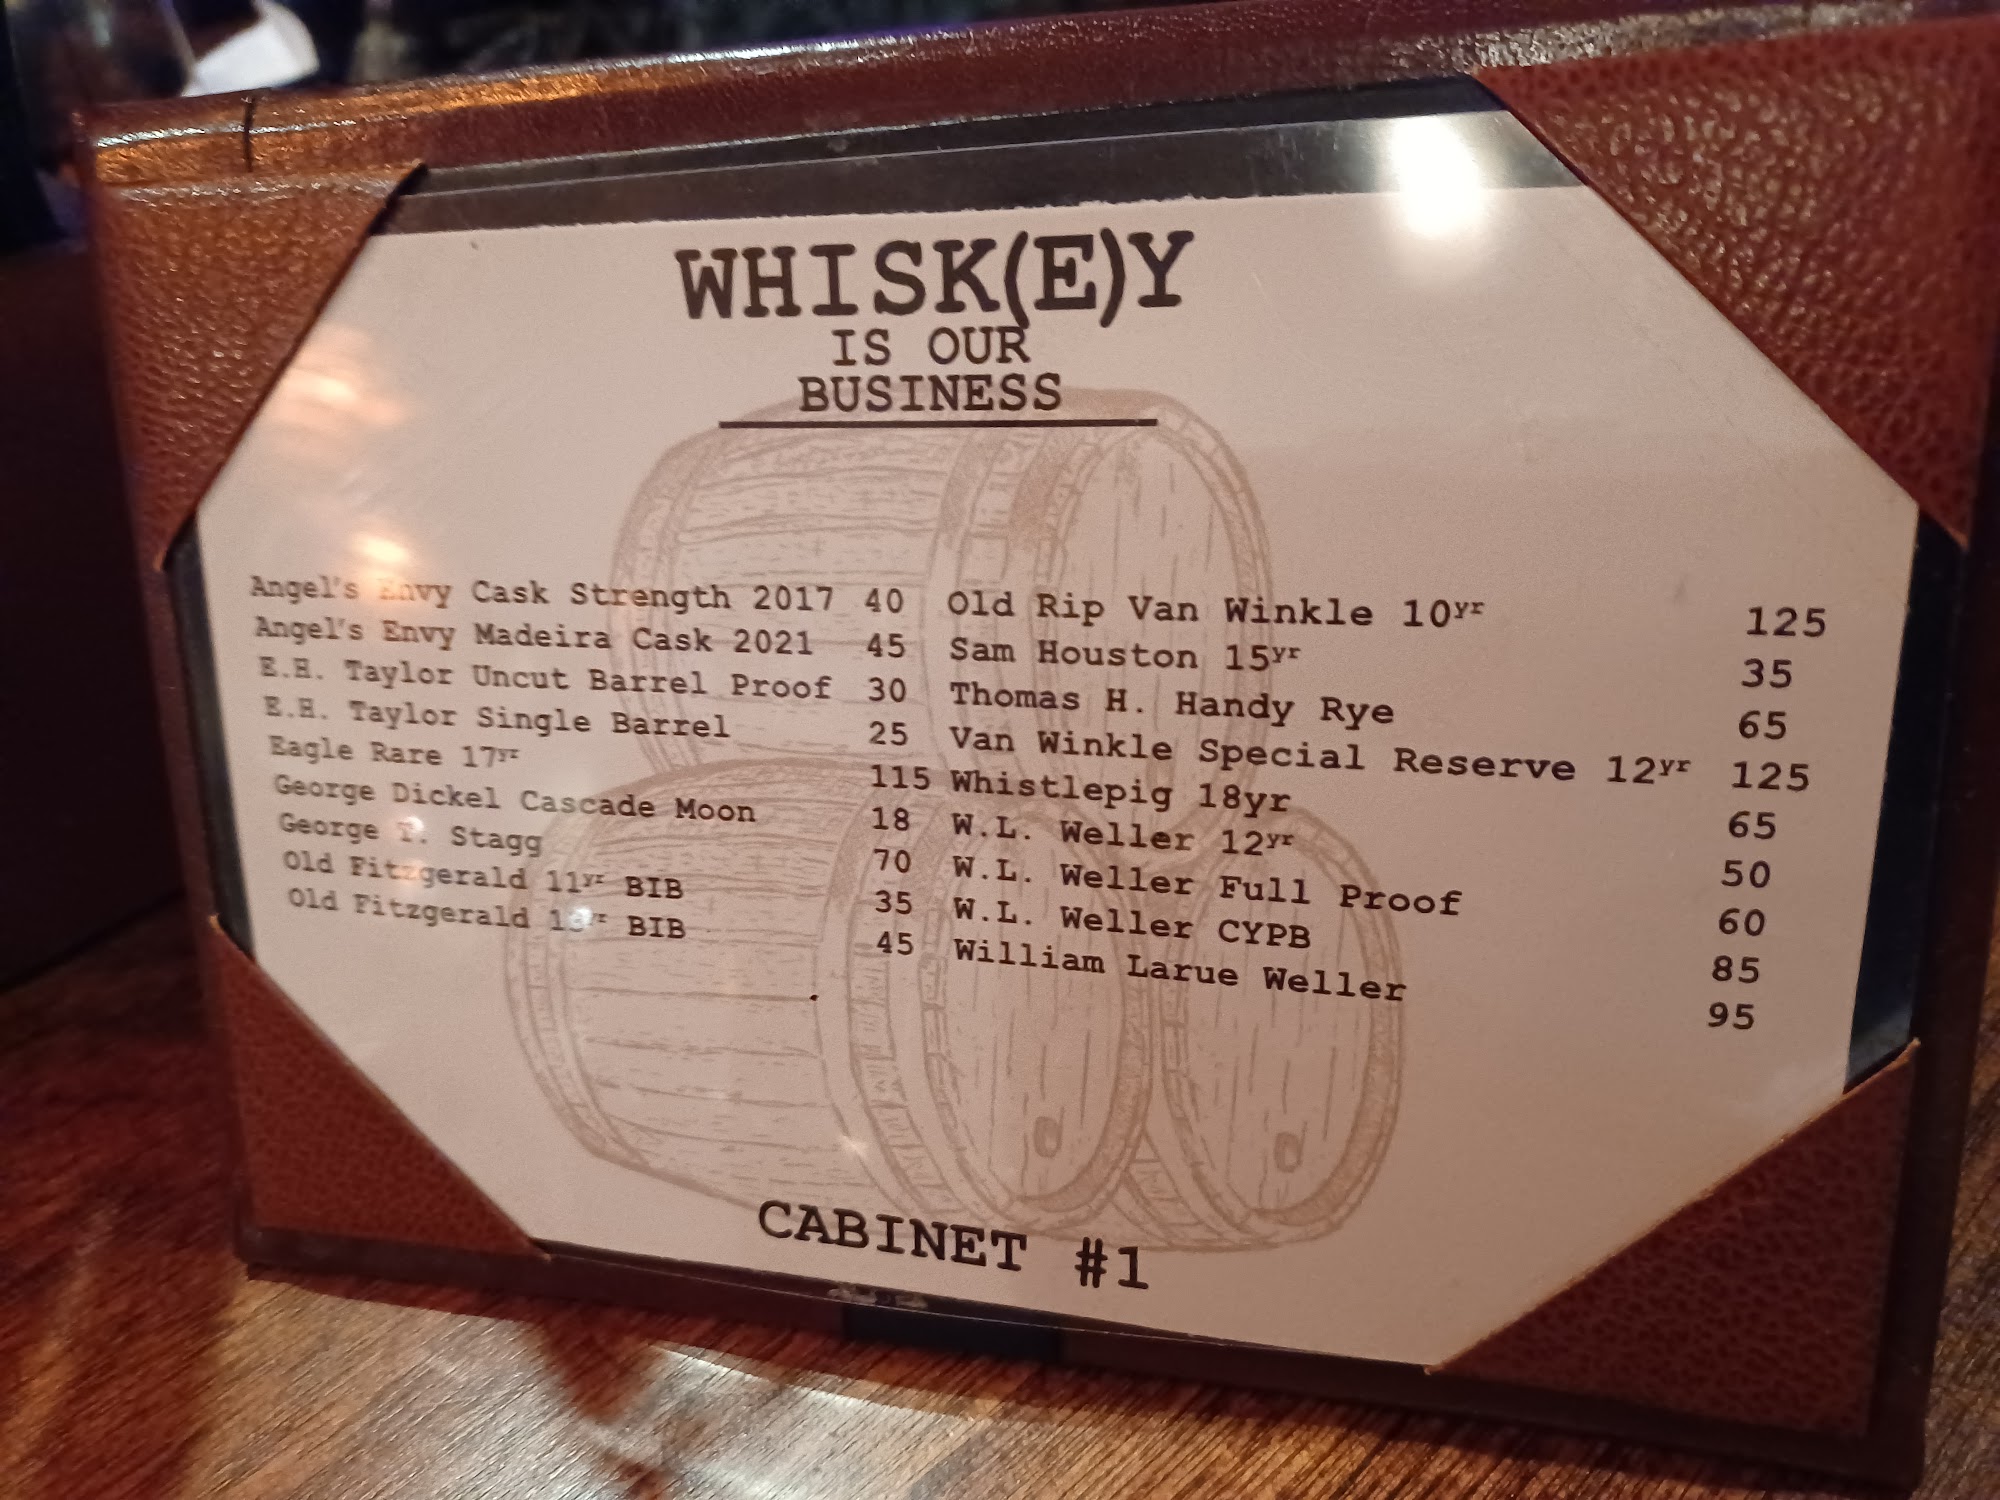 WHISK(E)Y
IS OUR
BUSINESS
Angel's Envy Cask Strength 2017 40
Angel's Envy Madeira Cask 2021 45
E.H. Taylor Uncut Barrel Proof 30
E.H. Taylor Single Barrel 25
Eagle Rare 17yr 115
George Dickel Cascade Moon 18
George T. Stagg 70
Old Fitzgerald 11yr BIB 35
Old Fitzgerald BIB 45
Old Rip Van Winkle 10yr 125
Sam Houston 15yr 35
Thomas H. Handy Rye 65
Van Winkle Special Reserve 12yr 125
Whistlepig 18yr 65
W.L. Weller 12yr 50
W.L. Weller Full Proof 60
W.L. Weller CYPB 85
William Larue Weller 95
CABINET #1